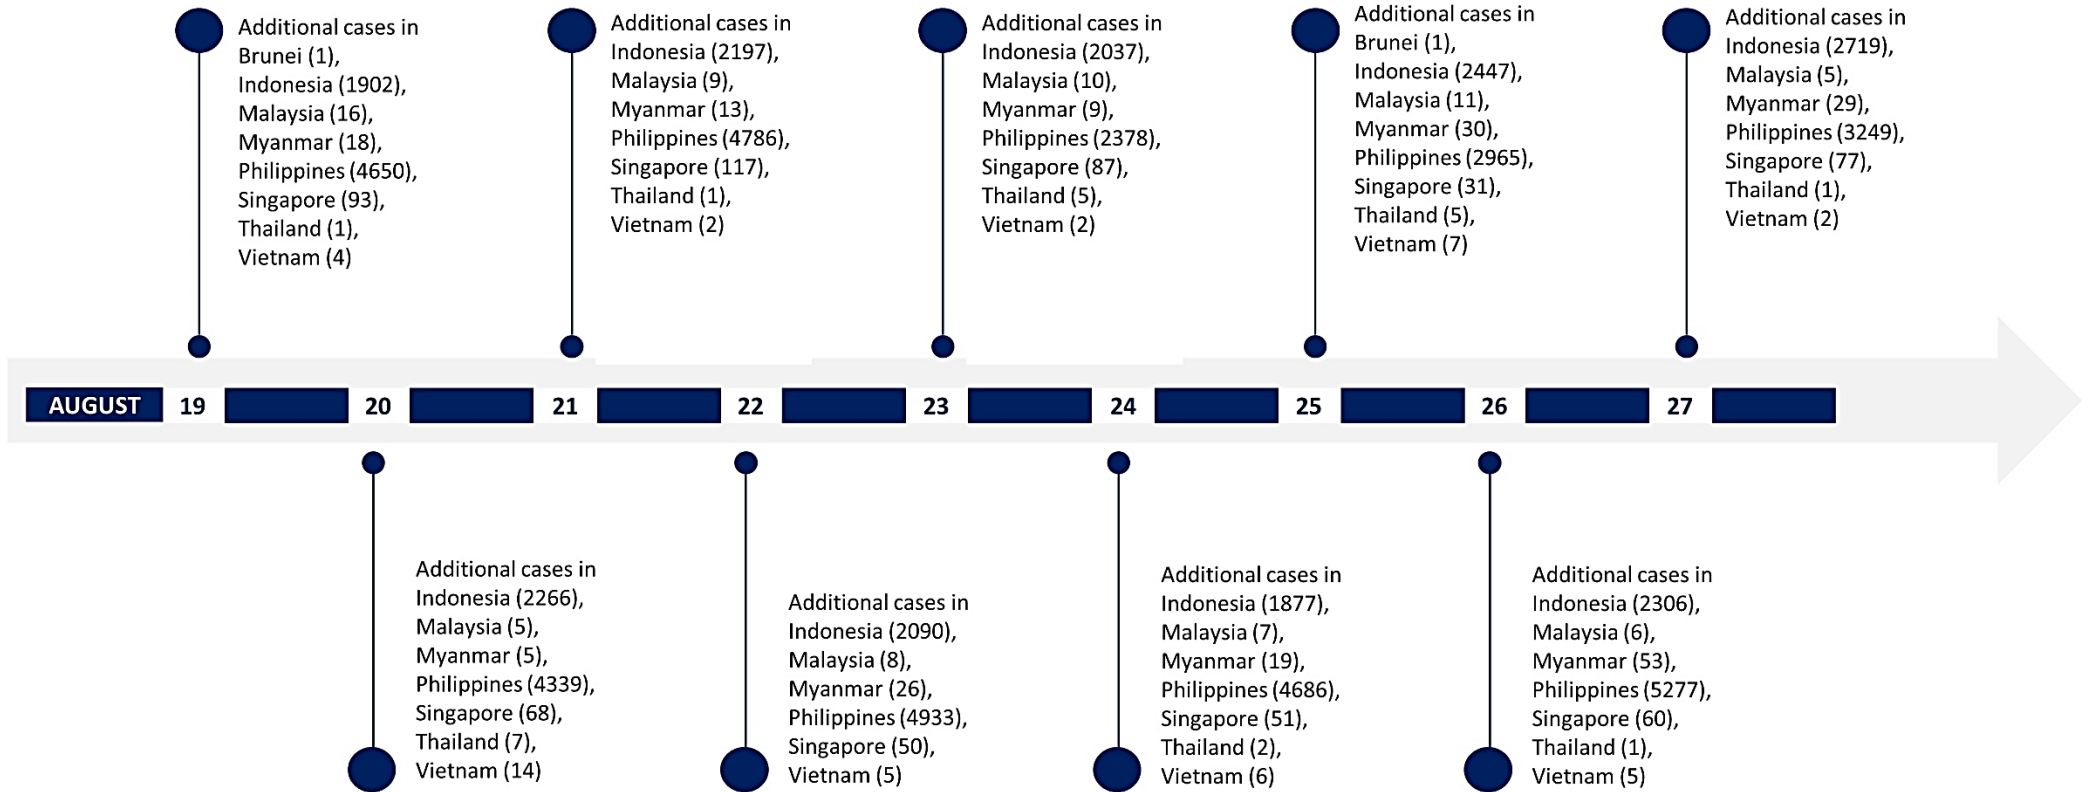 Additional cases in
Brunei (1),
Indonesia (1902),
Malaysia (16),
Myanmar (18),
Philippines (4650),
Singapore (93),
Thailand (1),
Vietnam (4)
Additional cases in
Indonesia (2197),
Malaysia (9),
Myanmar (13),
Philippines (4786),
Singapore (117),
Thailand (1),
Vietnam (2)
Additional cases in
Indonesia (2037),
Malaysia (10),
Myanmar (9),
Philippines (2378),
Singapore (87),
Thailand (5),
Vietnam (2)
Additional cases in
Brunei (1),
Indonesia (2447),
Malaysia (11),
Myanmar (30),
Philippines (2965),
Singapore (31),
Thailand (5),
Vietnam (7)
Additional cases in
Indonesia (2719),
Malaysia (5),
Myanmar (29),
Philippines (3249),
Singapore (77),
Thailand (1),
Vietnam (2)
AUGUST 19 20 21 22 23 24 25 26 27
Additional cases in
Indonesia (2266),
Malaysia (5),
Myanmar (5),
Philippines (4339),
Singapore (68),
Thailand (7),
Vietnam (14)
Additional cases in
Indonesia (2090),
Malaysia (8),
Myanmar (26),
Philippines (4933),
Singapore (50),
Vietnam (5)
Additional cases in
Indonesia (1877),
Malaysia (7),
Myanmar (19),
Philippines (4686),
Singapore (51),
Thailand (2),
Vietnam (6)
Additional cases in
Indonesia (2306),
Malaysia (6),
Myanmar (53),
Philippines (5277),
Singapore (60),
Thailand (1),
Vietnam (5)